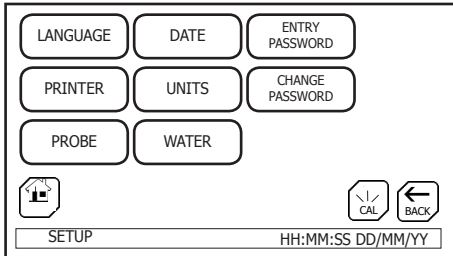 LANGUAGE DATE ENTRY
PASSWORD
PRINTER UNITS CHANGE
PASSWORD
PROBE WATER
CAL BACK
SETUP HH:MM:SS DD/MM/YY